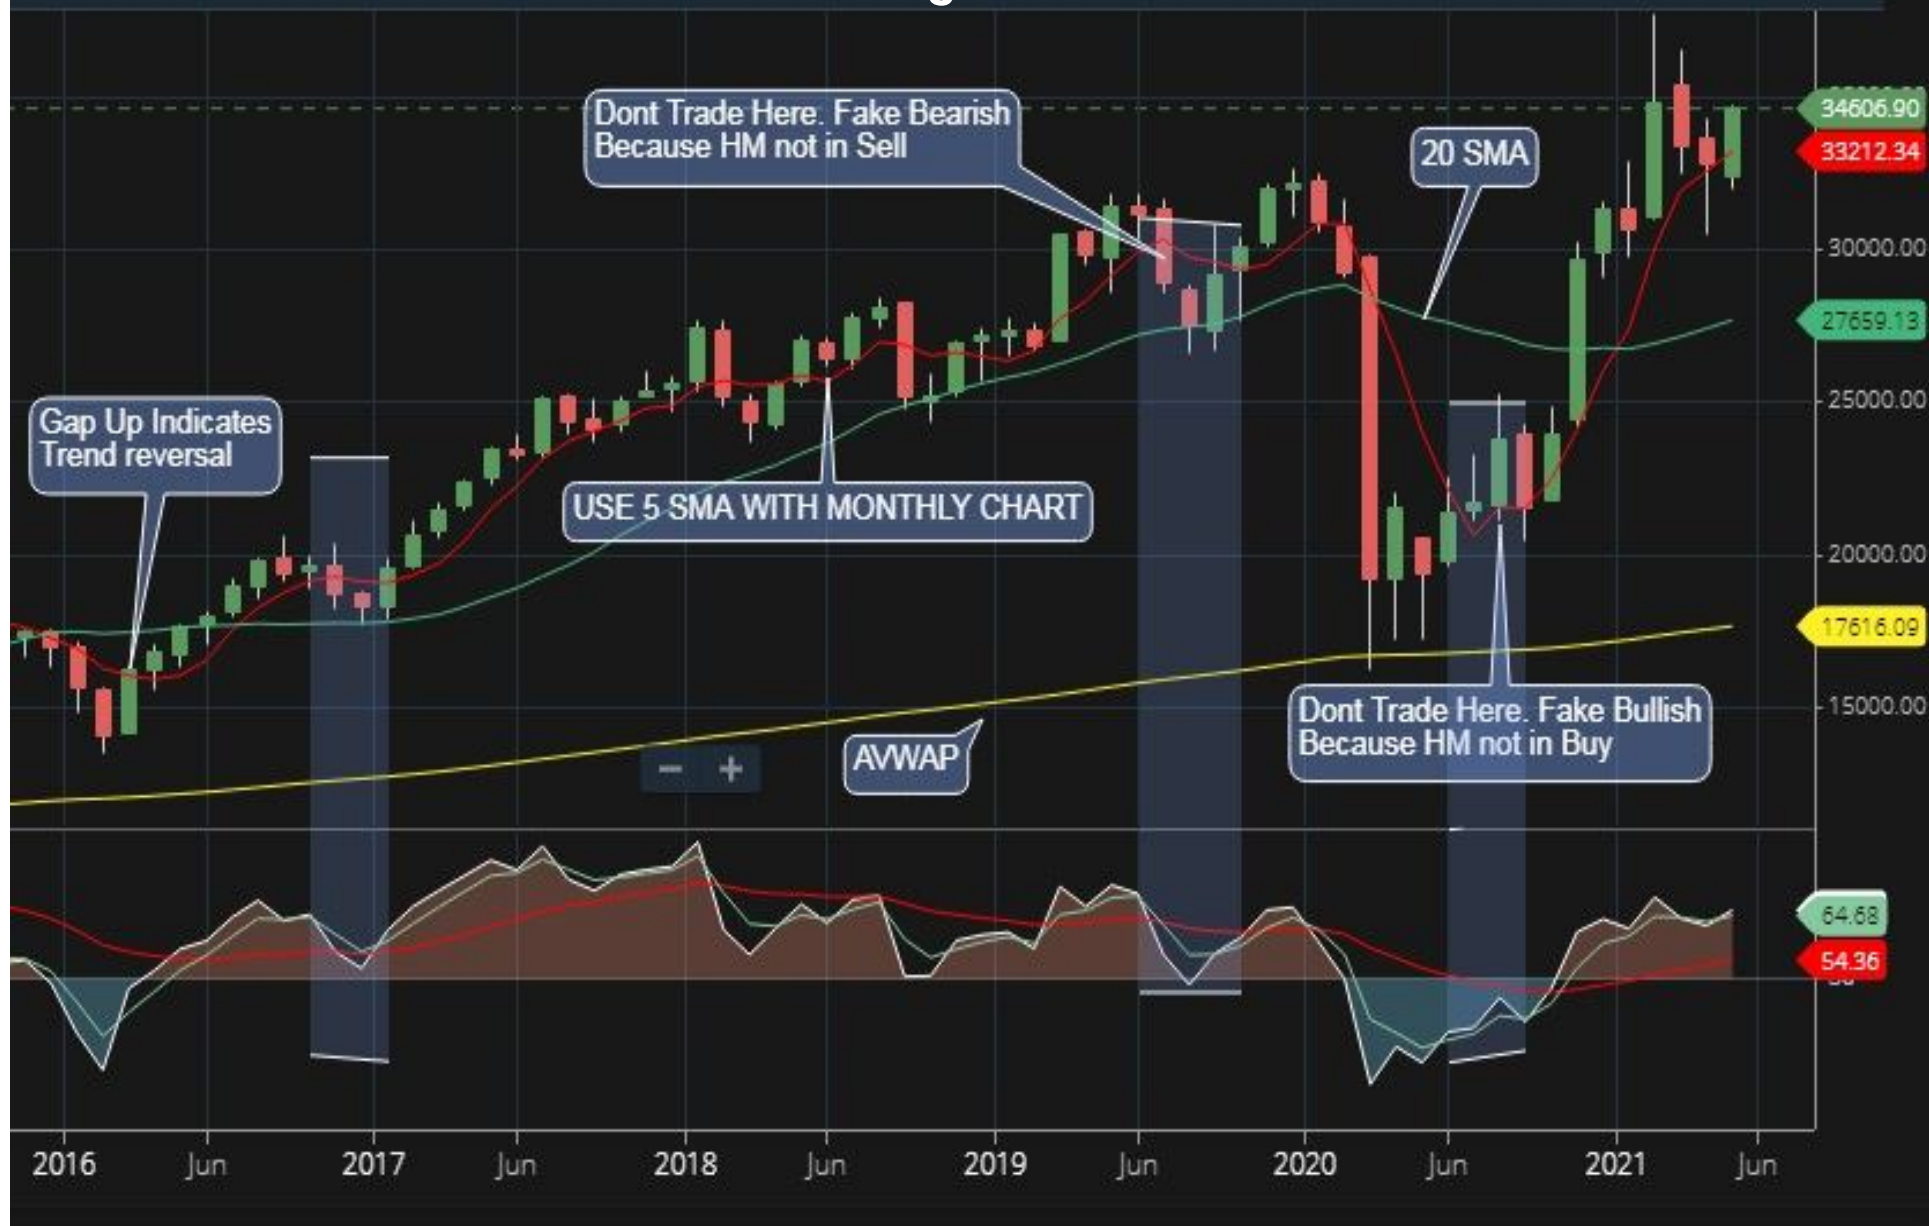 34606.90
Dont Trade Here. Fake Bearish
Because HM not in Sell
20 SMA
33212.34
30000.00
27659.13
25000.00
Gap Up Indicates
Trend reversal
USE 5 SMA WITH MONTHLY CHART
20000.00
17616.09
15000.00
Dont Trade Here. Fake Bullish
Because HM not in Buy
AVWAP
− +
64.68
54.36
2016 Jun 2017 Jun 2018 Jun 2019 Jun 2020 Jun 2021 Jun